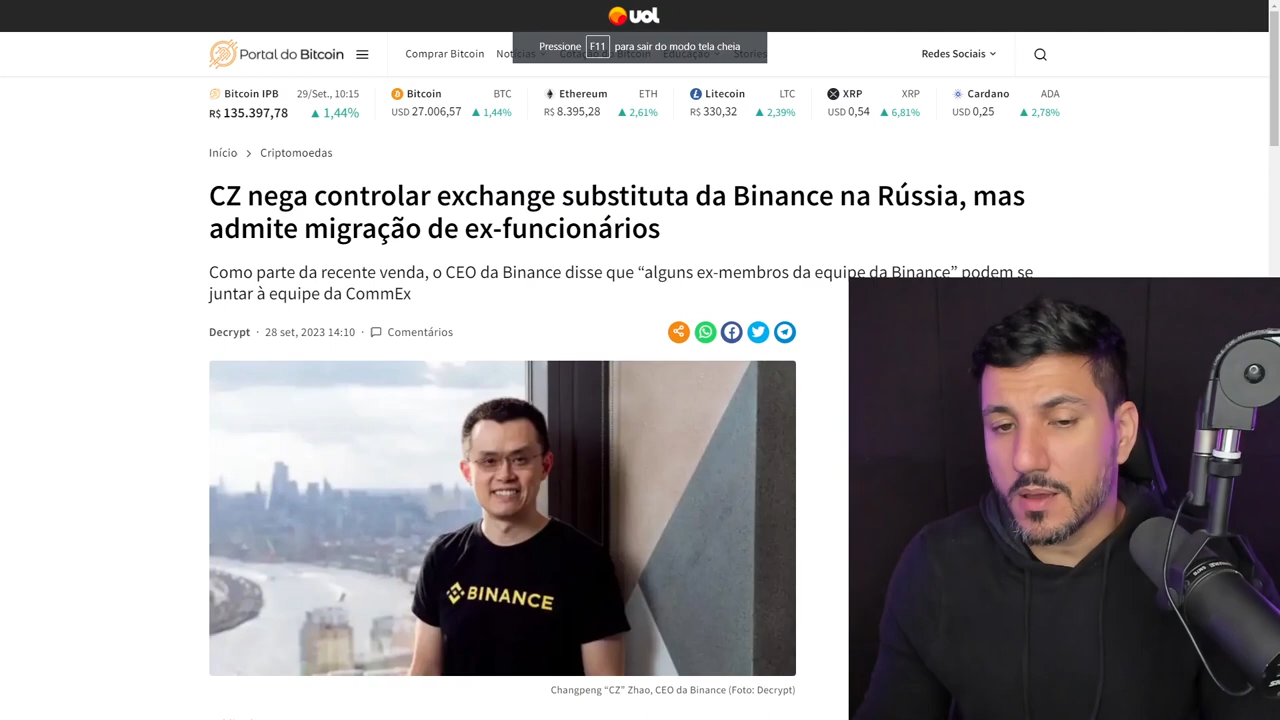 uol
Portal do Bitcoin
Comprar Bitcoin
Pressione F11 para sair do modo tela cheia
Redes Sociais
Bitcoin IPB 29/Set., 10:15
R$ 135.397,78 ▲ 1,44%
Bitcoin BTC
USD 27.006,57 ▲ 1,44%
Ethereum ETH
R$ 8.395,28 ▲ 2,61%
Litecoin LTC
R$ 330,32 ▲ 2,39%
XRP XRP
USD 0,54 ▲ 6,81%
Cardano ADA
USD 0,25 ▲ 2,78%
Início > Criptomoedas
CZ nega controlar exchange substituta da Binance na Rússia, mas
admite migração de ex-funcionários
Como parte da recente venda, o CEO da Binance disse que “alguns ex-membros da equipe da Binance” podem se
juntar à equipe da CommEx
Decrypt · 28 set, 2023 14:10 · Comentários
BINANCE
Changpeng “CZ” Zhao, CEO da Binance (Foto: Decrypt)